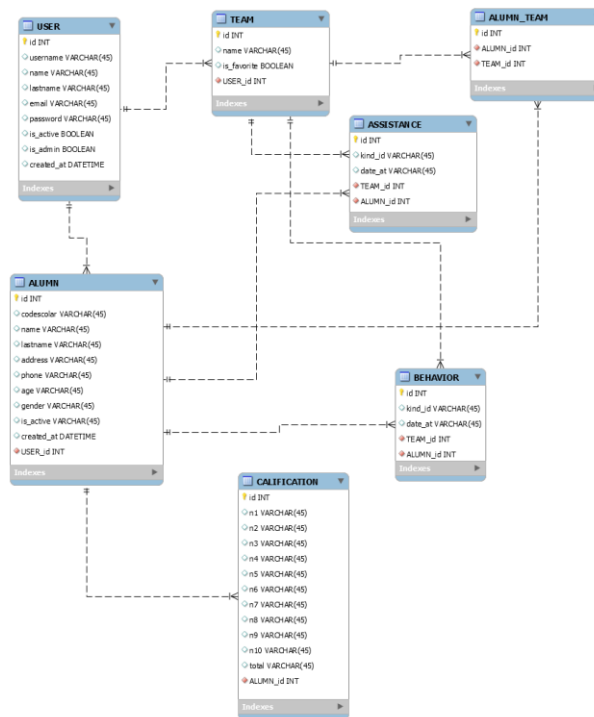 USER
id INT
username VARCHAR(45)
name VARCHAR(45)
lastname VARCHAR(45)
email VARCHAR(45)
password VARCHAR(45)
is_active BOOLEAN
is_admin BOOLEAN
created_at DATETIME
Indexes
TEAM
id INT
name VARCHAR(45)
is_favorite BOOLEAN
USER_id INT
Indexes
ALUMN_TEAM
id INT
ALUMN_id INT
TEAM_id INT
Indexes
ASSISTANCE
id INT
kind_id VARCHAR(45)
date_at VARCHAR(45)
TEAM_id INT
ALUMN_id INT
Indexes
ALUMN
id INT
codescolar VARCHAR(45)
name VARCHAR(45)
lastname VARCHAR(45)
address VARCHAR(45)
phone VARCHAR(45)
age VARCHAR(45)
gender VARCHAR(45)
is_active VARCHAR(45)
created_at DATETIME
USER_id INT
Indexes
BEHAVIOR
id INT
kind_id VARCHAR(45)
date_at VARCHAR(45)
TEAM_id INT
ALUMN_id INT
Indexes
CALIFICATION
id INT
n1 VARCHAR(45)
n2 VARCHAR(45)
n3 VARCHAR(45)
n4 VARCHAR(45)
n5 VARCHAR(45)
n6 VARCHAR(45)
n7 VARCHAR(45)
n8 VARCHAR(45)
n9 VARCHAR(45)
n10 VARCHAR(45)
total VARCHAR(45)
ALUMN_id INT
Indexes